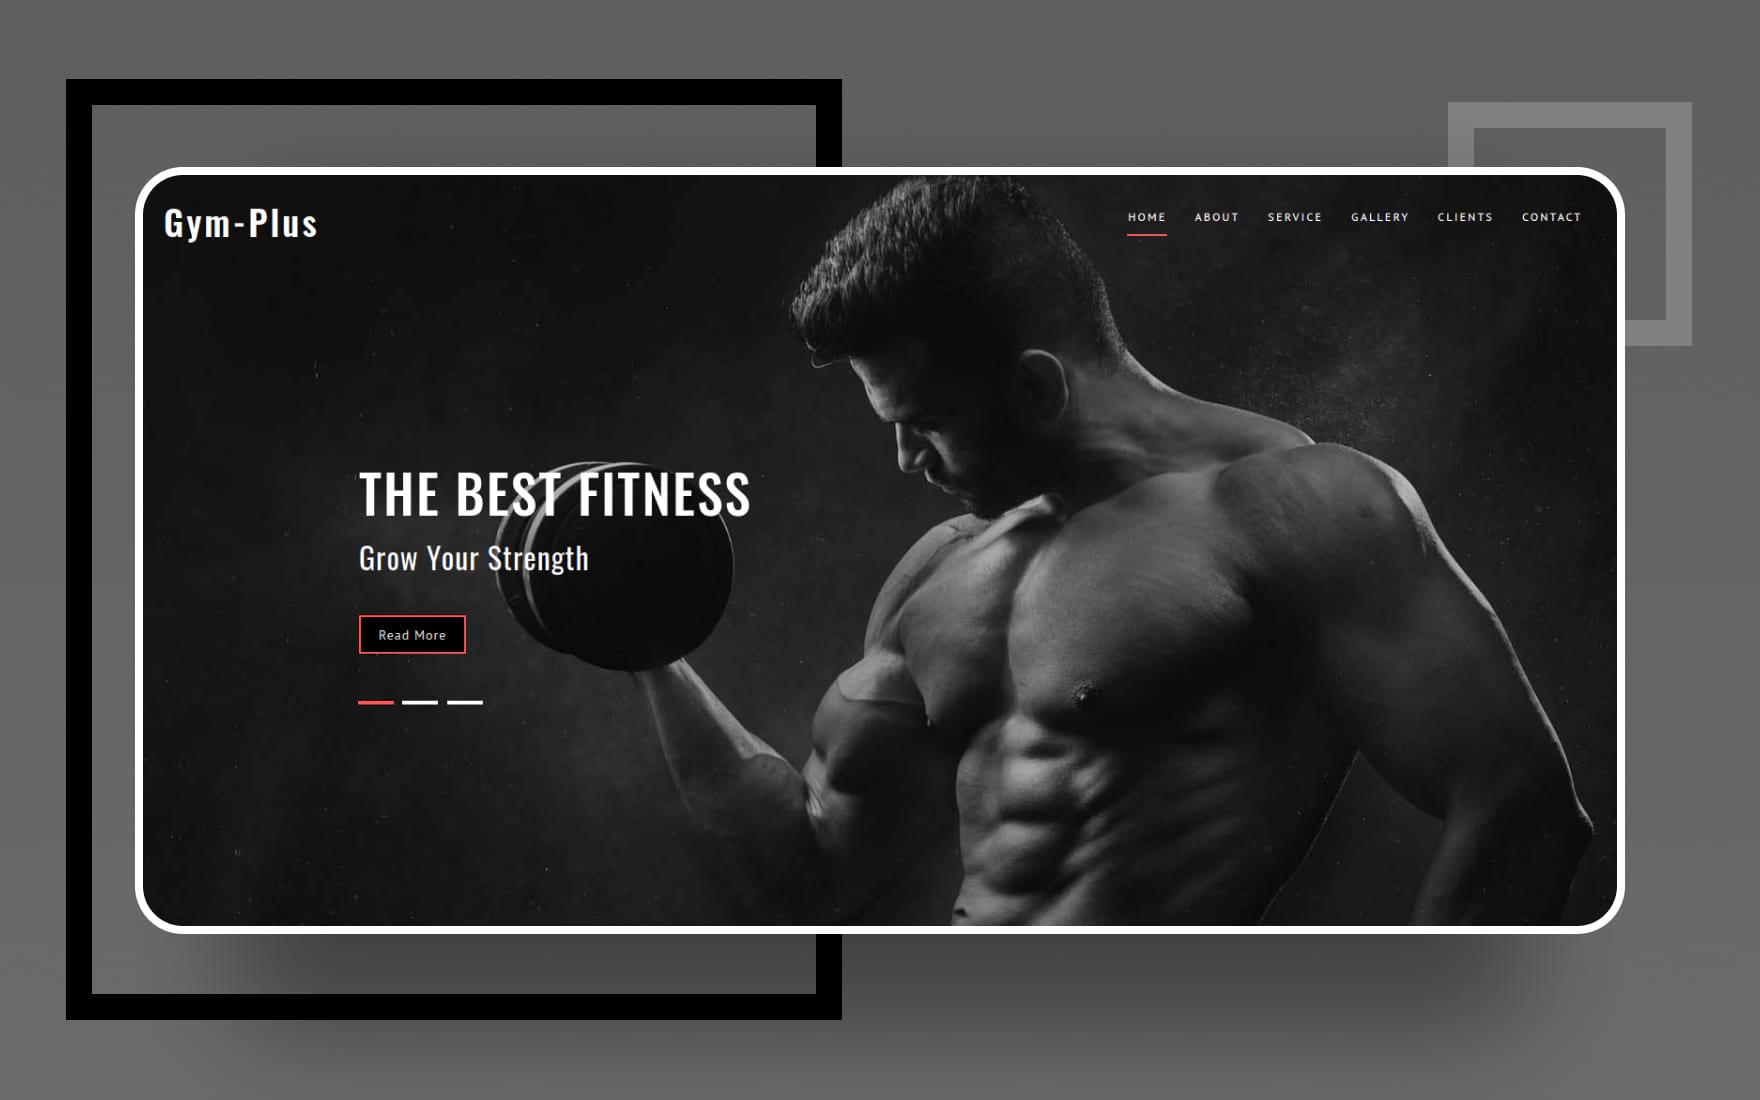 Gym-Plus
HOME ABOUT SERVICE GALLERY CLIENTS CONTACT
THE BEST FITNESS
Grow Your Strength
Read More